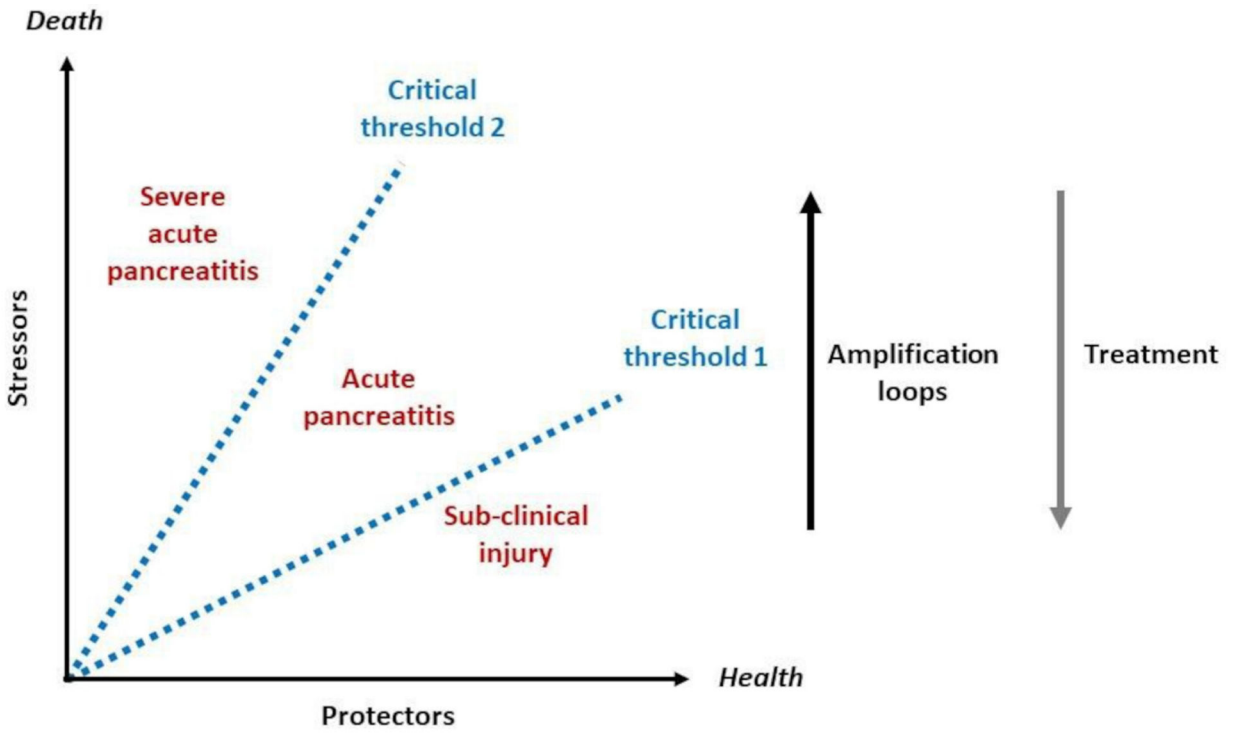 Death
Critical
threshold 2
Severe
acute
pancreatitis
Critical
threshold 1
Stressors
Acute
pancreatitis
Amplification
loops
Treatment
Sub-clinical
injury
Health
Protectors